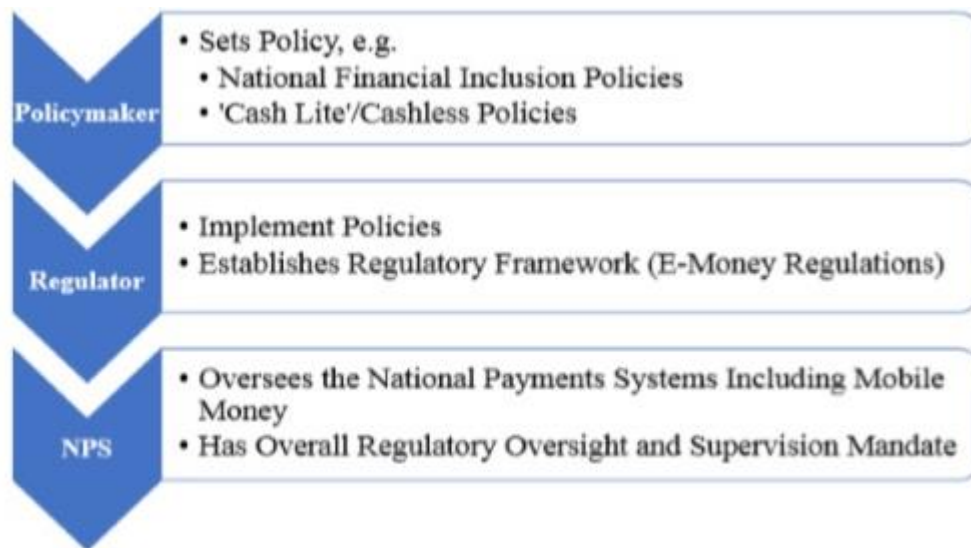 • Sets Policy, e.g.
• National Financial Inclusion Policies
• 'Cash Lite'/Cashless Policies
Policymaker
• Implement Policies
• Establishes Regulatory Framework (E-Money Regulations)
Regulator
• Oversees the National Payments Systems Including Mobile
Money
• Has Overall Regulatory Oversight and Supervision Mandate
NPS